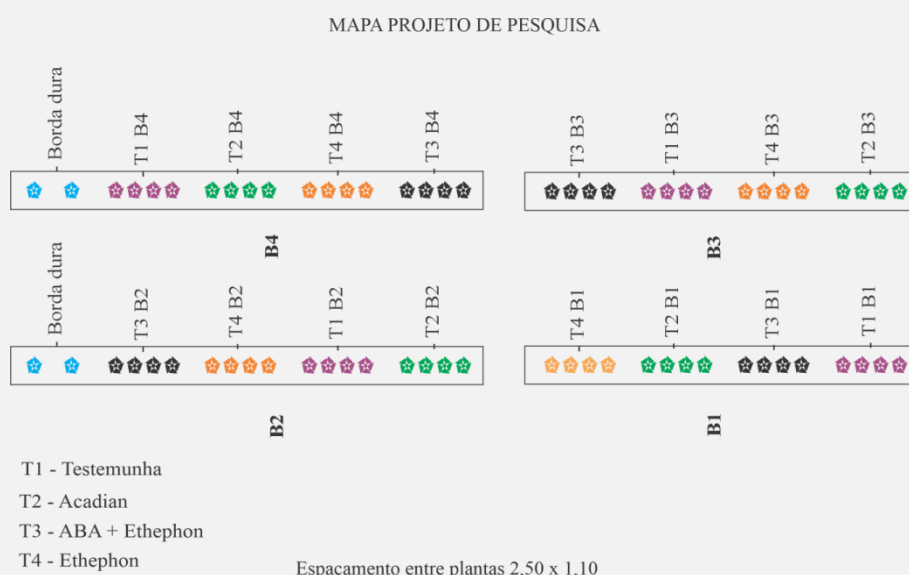 MAPA PROJETO DE PESQUISA
Borda dura
T1 B4
T2 B4
T4 B4
T3 B4
T3 B3
T1 B3
T4 B3
T2 B3
B4
B3
Borda dura
T3 B2
T4 B2
T1 B2
T2 B2
T4 B1
T2 B1
T3 B1
T1 B1
B2
B1
T1 - Testemunha
T2 - Acadian
T3 - ABA + Ethephon
T4 - Ethephon
Espaçamento entre plantas 2,50 x 1,10